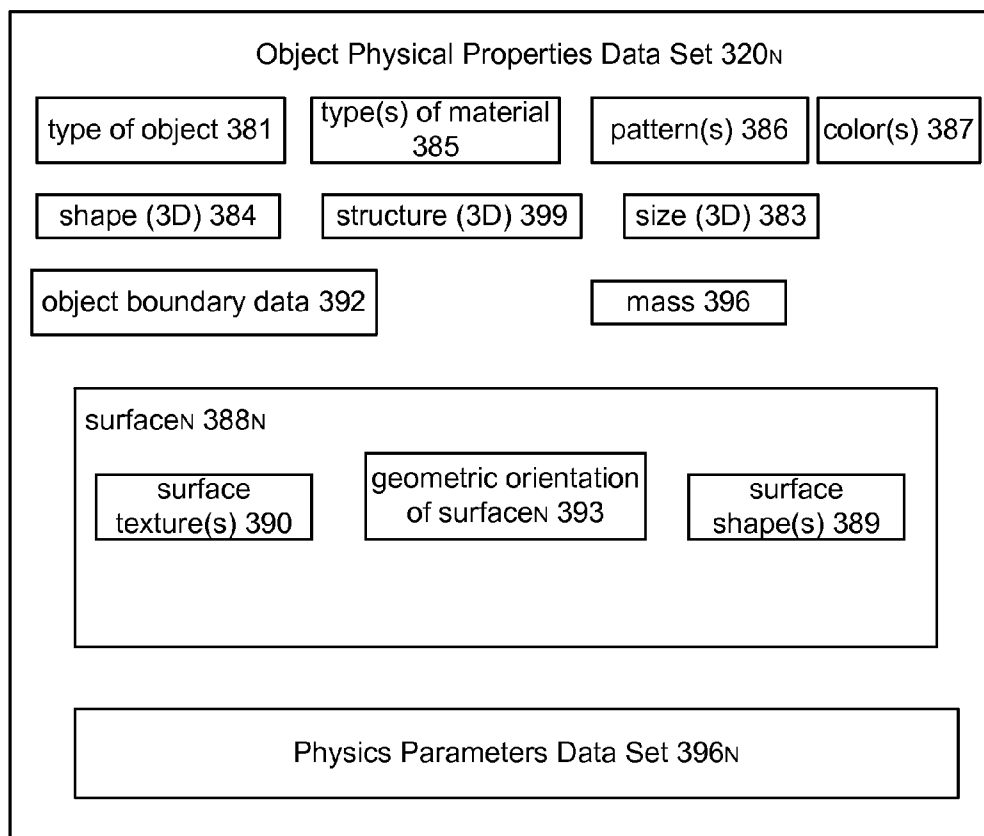 Object Physical Properties Data Set 320N
type of object 381
type(s) of material
385
pattern(s) 386
color(s) 387
shape (3D) 384
structure (3D) 399
size (3D) 383
object boundary data 392
mass 396
surfaceN 388N
surface
texture(s) 390
geometric orientation
of surfaceN 393
surface
shape(s) 389
Physics Parameters Data Set 396N